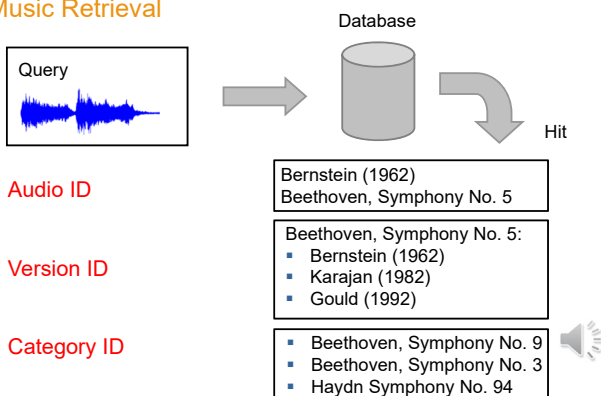 Music Retrieval
Database
Query
Hit
Audio ID
Bernstein (1962)
Beethoven, Symphony No. 5
Version ID
Beethoven, Symphony No. 5:
▪ Bernstein (1962)
▪ Karajan (1982)
▪ Gould (1992)
Category ID
▪ Beethoven, Symphony No. 9
▪ Beethoven, Symphony No. 3
▪ Haydn Symphony No. 94